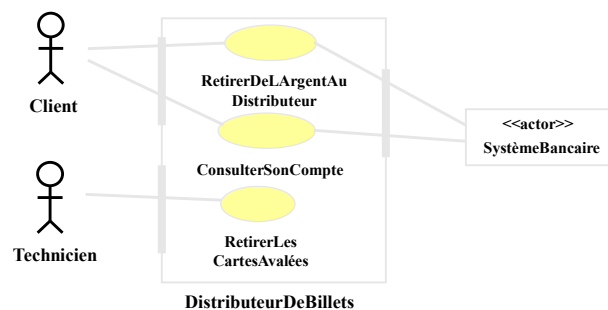 RetirerDeLArgentAu
Distributeur
Client
<<actor>>
SystèmeBancaire
ConsulterSonCompte
Technicien
RetirerLes
CartesAvalées
DistributeurDeBillets